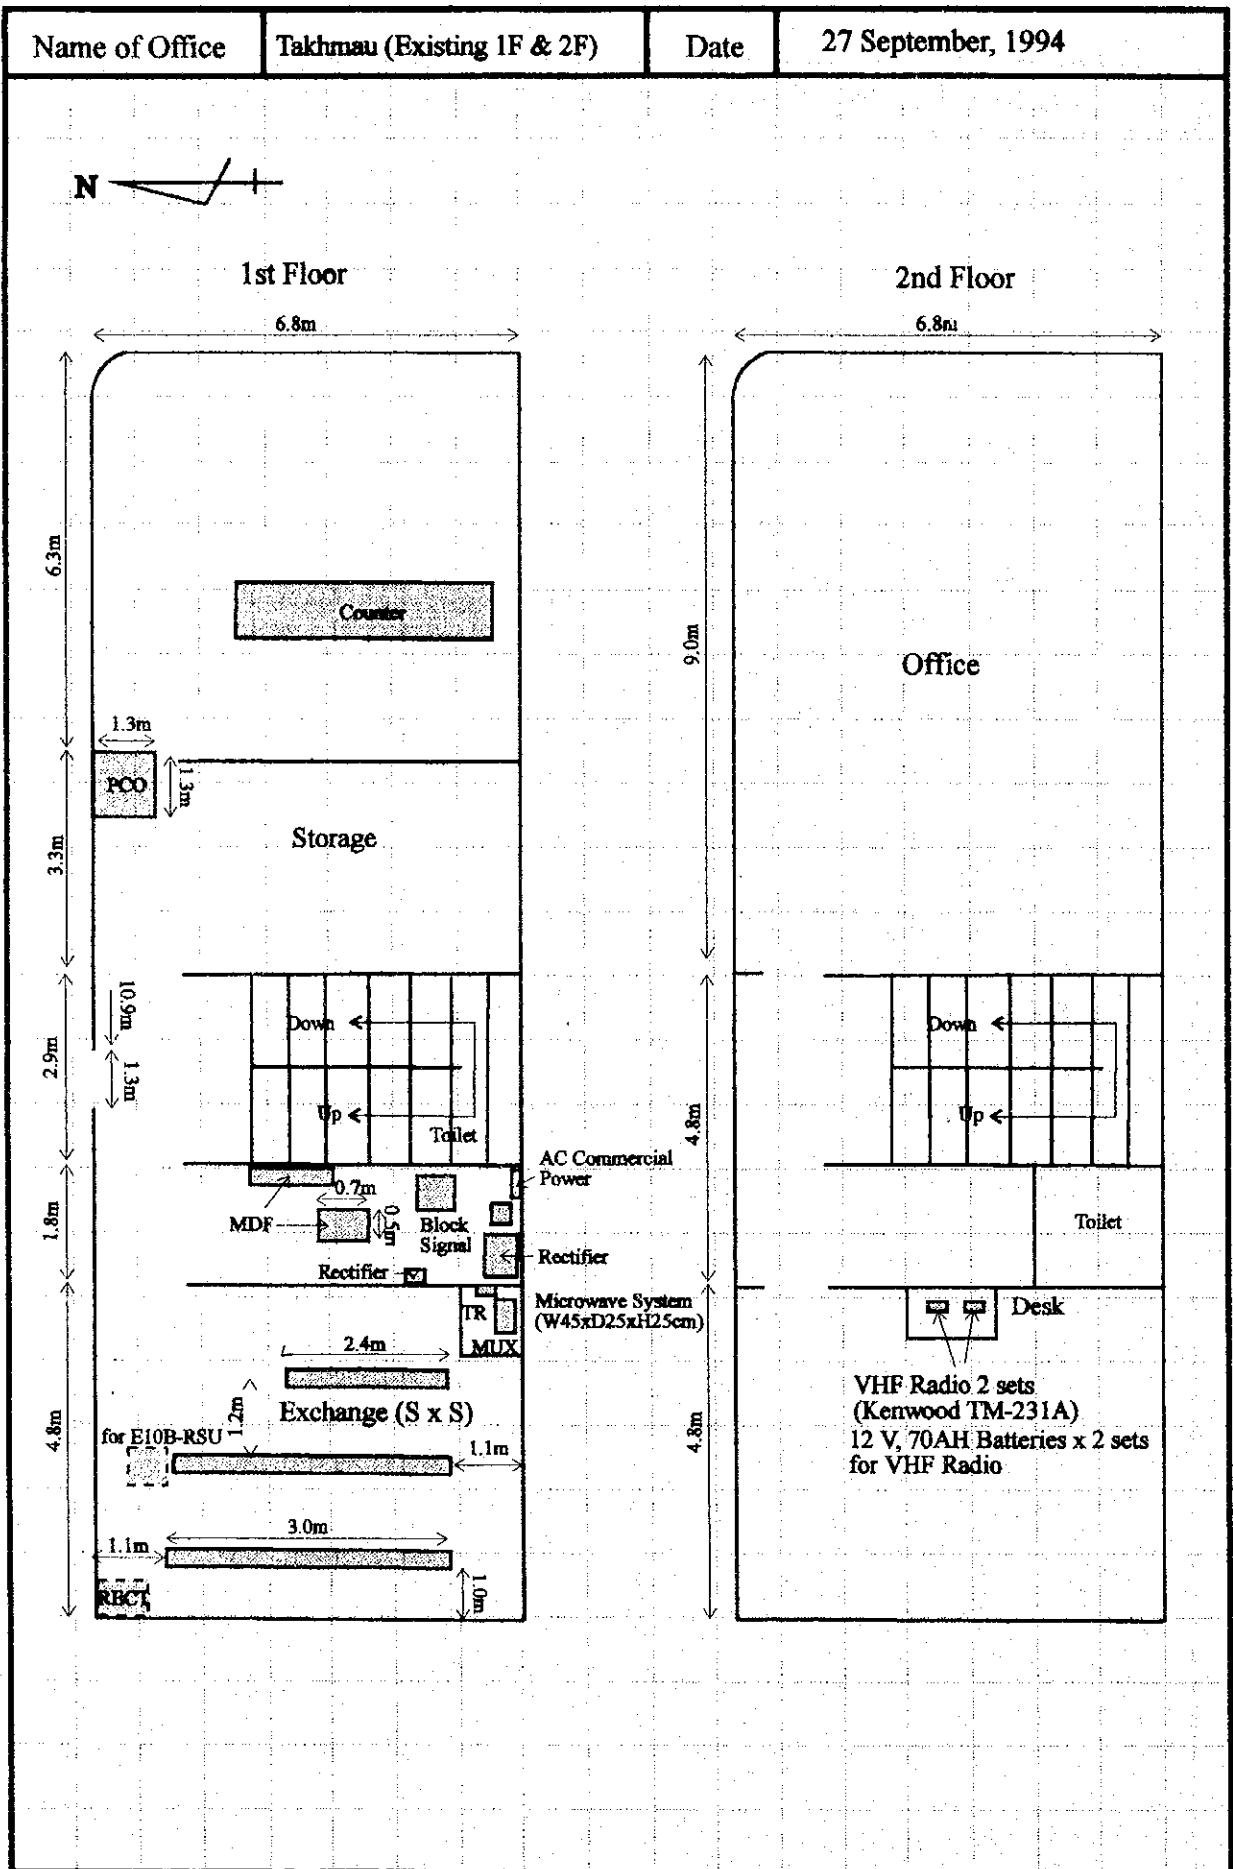 Name of Office
Takhmau (Existing 1F & 2F)
Date
27 September, 1994
N
1st Floor
6.8m
6.3m
Counter
1.3m
PCO
1.3m
3.3m
Storage
10.9m
1.3m
2.9m
Down
Up
Toilet
AC Commercial
Power
1.8m
0.7m
0.5m
MDF
Block
Signal
Rectifier
Rectifier
Microwave System
(W45xD25xH25cm)
TR
MUX
2.4m
1.2m
Exchange (S x S)
4.8m
for E10B-RSU
1.1m
3.0m
1.1m
1.0m
RECT
2nd Floor
6.8m
9.0m
Office
Down
Up
4.8m
Toilet
Desk
VHF Radio 2 sets
(Kenwood TM-231A)
12 V, 70AH Batteries x 2 sets
for VHF Radio
4.8m